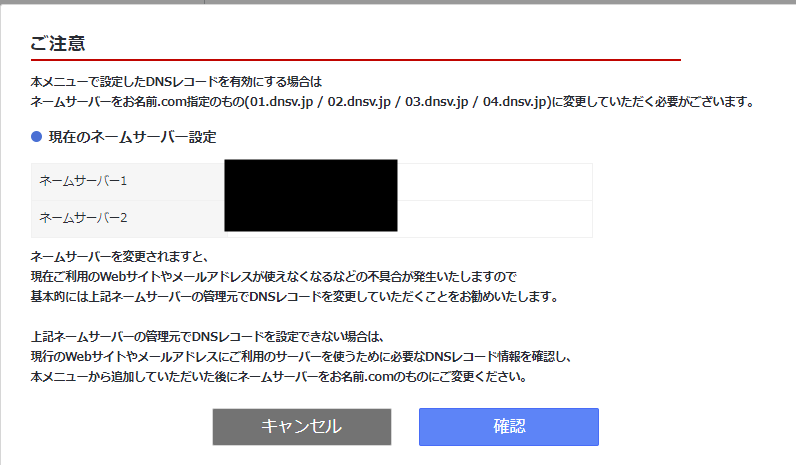 ご注意
本メニューで設定したDNSレコードを有効にする場合は
ネームサーバーをお名前.com指定のもの(01.dnsv.jp / 02.dnsv.jp / 03.dnsv.jp / 04.dnsv.jp)に変更していただく必要がございます。
現在のネームサーバー設定
ネームサーバー1
ネームサーバー2
ネームサーバーを変更されますと、
現在ご利用のWebサイトやメールアドレスが使えなくなるなどの不具合が発生いたしますので
基本的には上記ネームサーバーの管理元でDNSレコードを変更していただくことをお勧めいたします。
上記ネームサーバーの管理元でDNSレコードを設定できない場合は、
現行のWebサイトやメールアドレスにご利用のサーバーを使うために必要なDNSレコード情報を確認し、
本メニューから追加していただいた後にネームサーバーをお名前.comのものにご変更ください。
キャンセル
確認